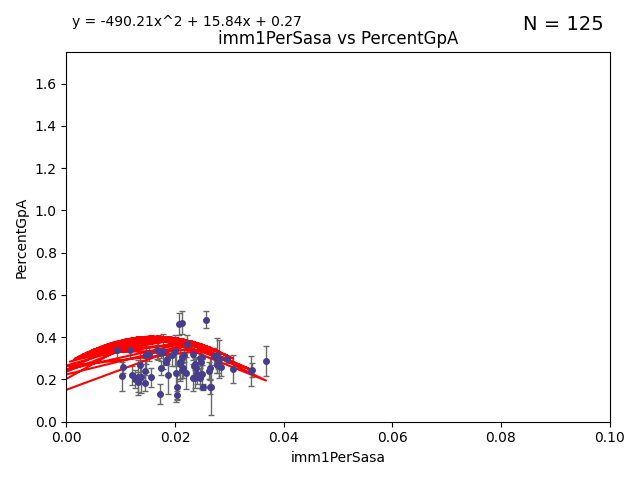 y = -490.21x^2 + 15.84x + 0.27
N = 125
imm1PerSasa vs PercentGpA
PercentGpA
1.6
1.4
1.2
1.0
0.8
0.6
0.4
0.2
0.0
0.00 0.02 0.04 0.06 0.08 0.10
imm1PerSasa